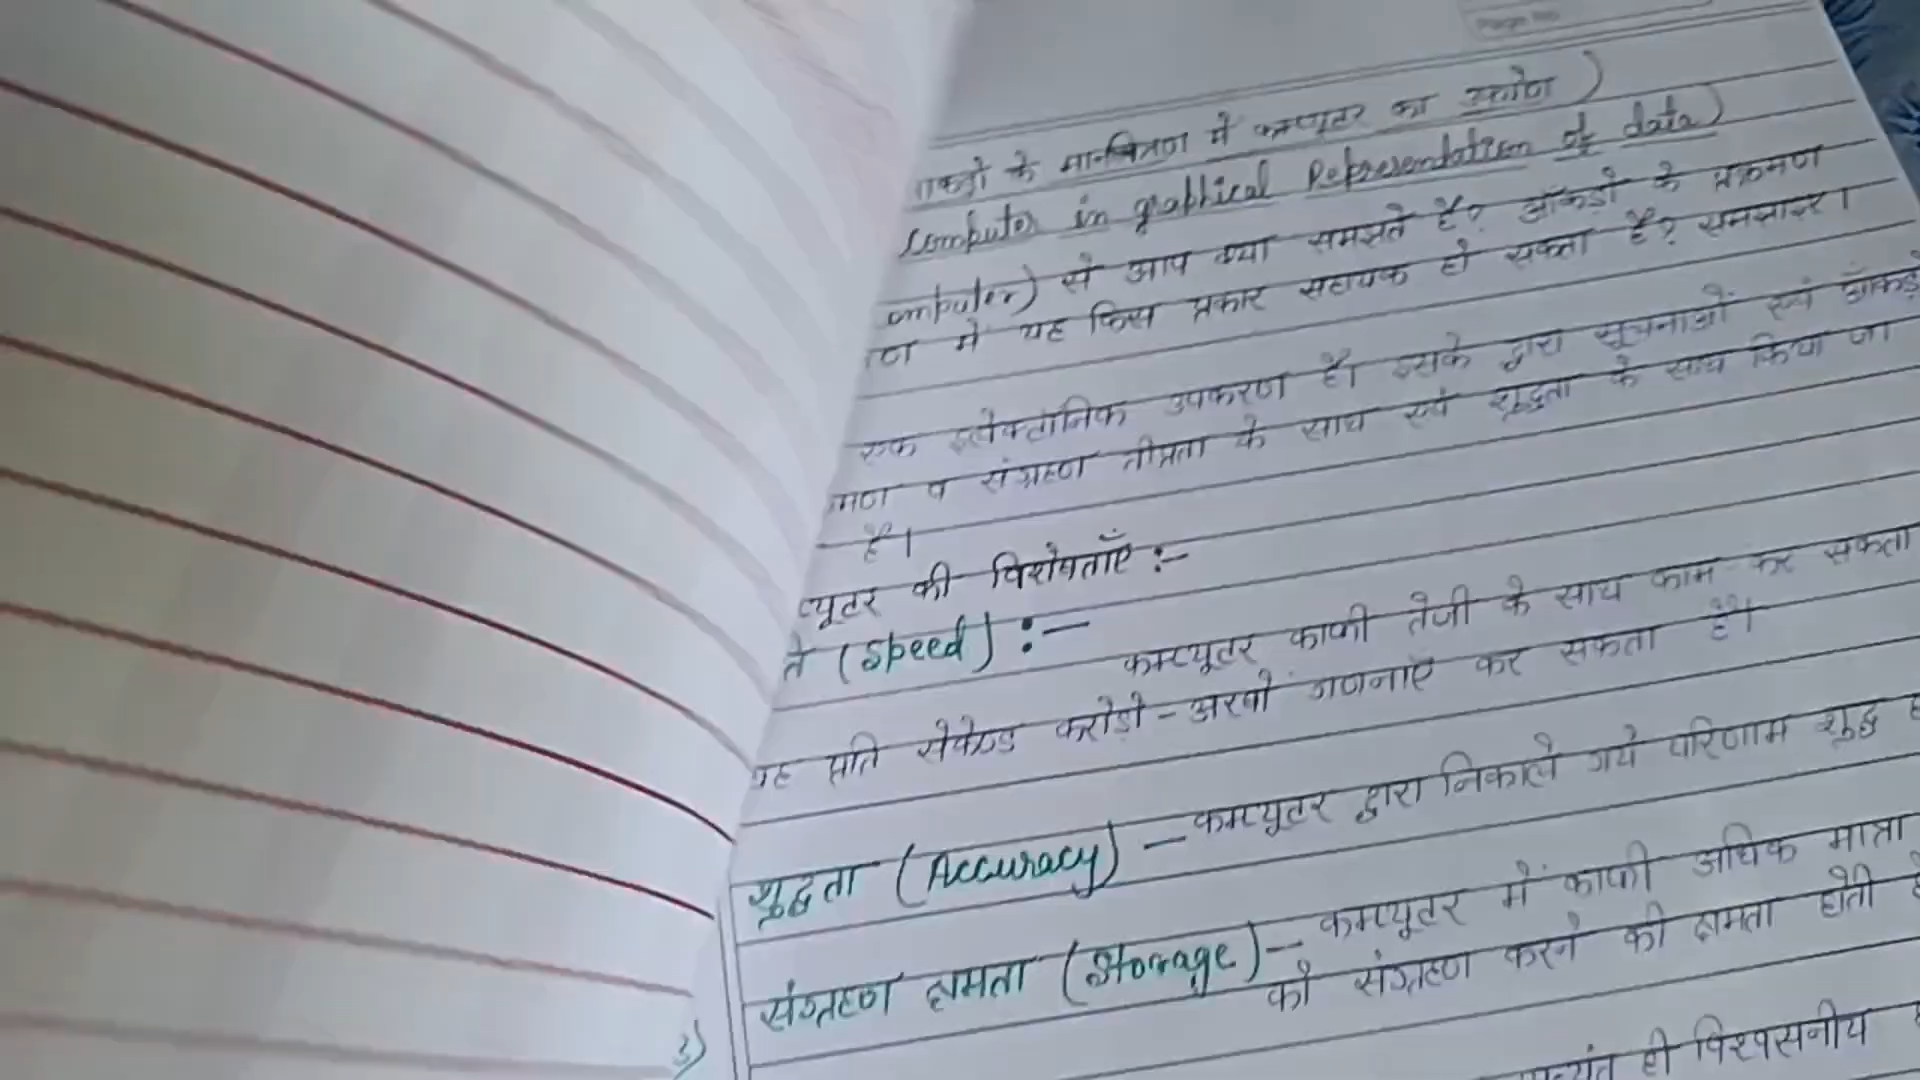 Page No.
के मानचित्रण में कम्प्यूटर का उपयोग)
computer in graphical Representation of data)
omputer) से आप क्या समझते है? आँकड़ो के प्रक्रमण
रण में यह किस प्रकार सहायक हो सकता है? समझाइए।
एक इलेक्टानिक उपकरण है। इसके द्वारा सूचनाओं एवं आँकड़ो
मण व संग्रहण तीव्रता के साथ एवं शुद्धता के साथ किया जा
है।
प्यूटर की विशेषताएँ :-
ति (Speed) :-
कम्प्यूटर काफी तेजी के साथ काम कर सकता
यह प्रति सेकेण्ड करोड़ो - अरबो गणनाएँ कर सकता है।
शुद्धता (Accuracy) - कम्प्यूटर द्वारा निकाले गये परिणाम शुद्ध
संग्रहण क्षमता (Storage) - कम्प्यूटर में काफी अधिक मात्रा
को संग्रहण करने की क्षमता होती
3)
ही विश्वसनीय